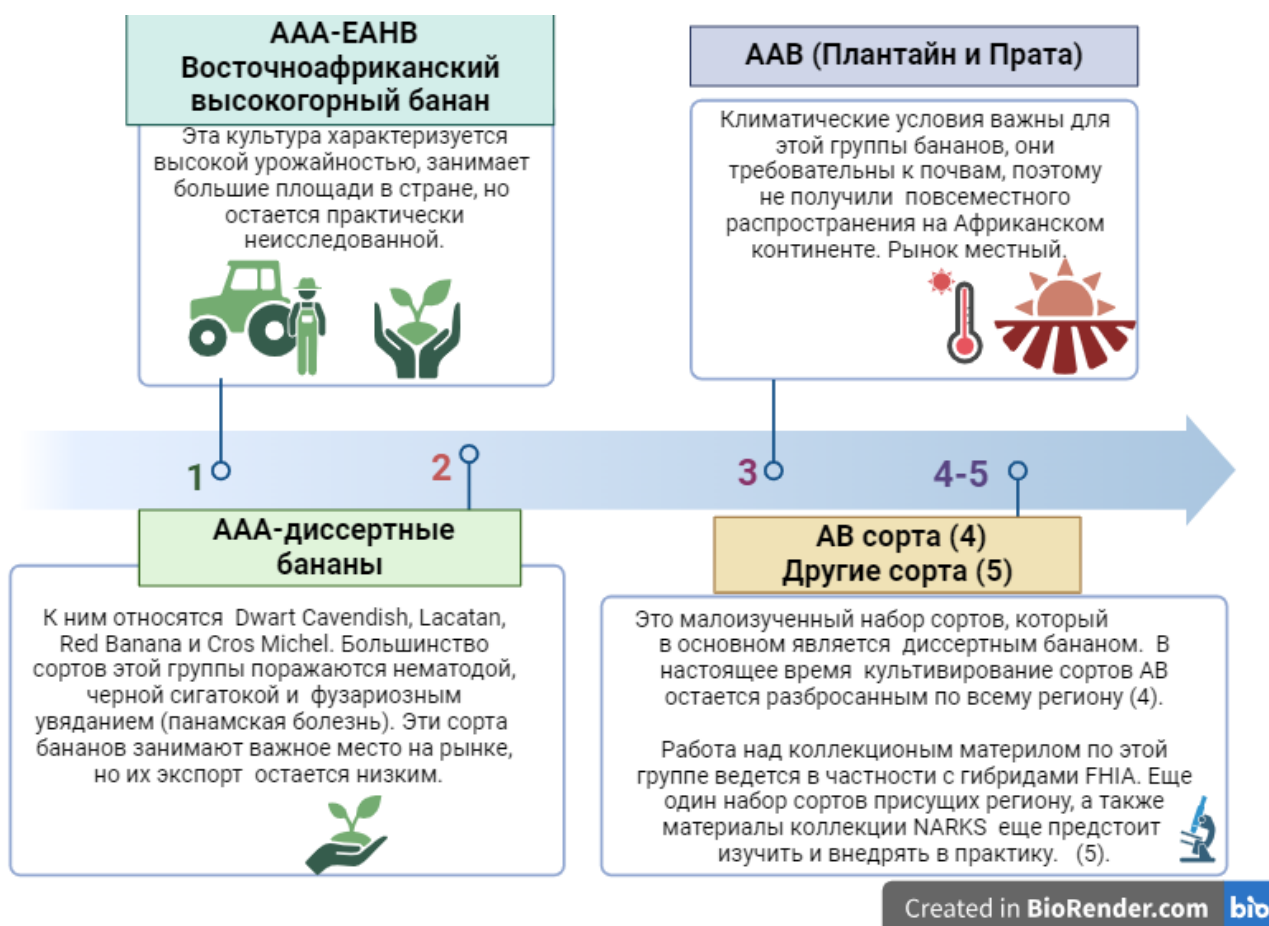 AAA-EAHB
Восточноафриканский
высокогорный банан
Эта культура характеризуется
высокой урожайностью, занимает
большие площади в стране, но
остается практически
неисследованной.
AAB (Плантайн и Прата)
Климатические условия важны для
этой группы бананов, они
требовательны к почвам, поэтому
не получили повсеместного
распространения на Африканском
континенте. Рынок местный.
1
2
3
4-5
AAA-диссертные
бананы
К ним относятся Dwart Cavendish, Lacatan,
Red Banana и Cros Michel. Большинство
сортов этой группы поражаются нематодой,
черной сигатокой и фузариозным
увяданием (панамская болезнь). Эти сорта
бананов занимают важное место на рынке,
но их экспорт остается низким.
AB сорта (4)
Другие сорта (5)
Это малоизученный набор сортов, который
в основном является диссертным бананом. В
настоящее время культивирование сортов AB
остается разбросанным по всему региону (4).
Работа над коллекционым материлом по этой
группе ведется в частности с гибридами FHIA. Еще
один набор сортов присущих региону, а также
материалы коллекции NARKS еще предстоит
изучить и внедрять в практику. (5).
Created in BioRender.com bio